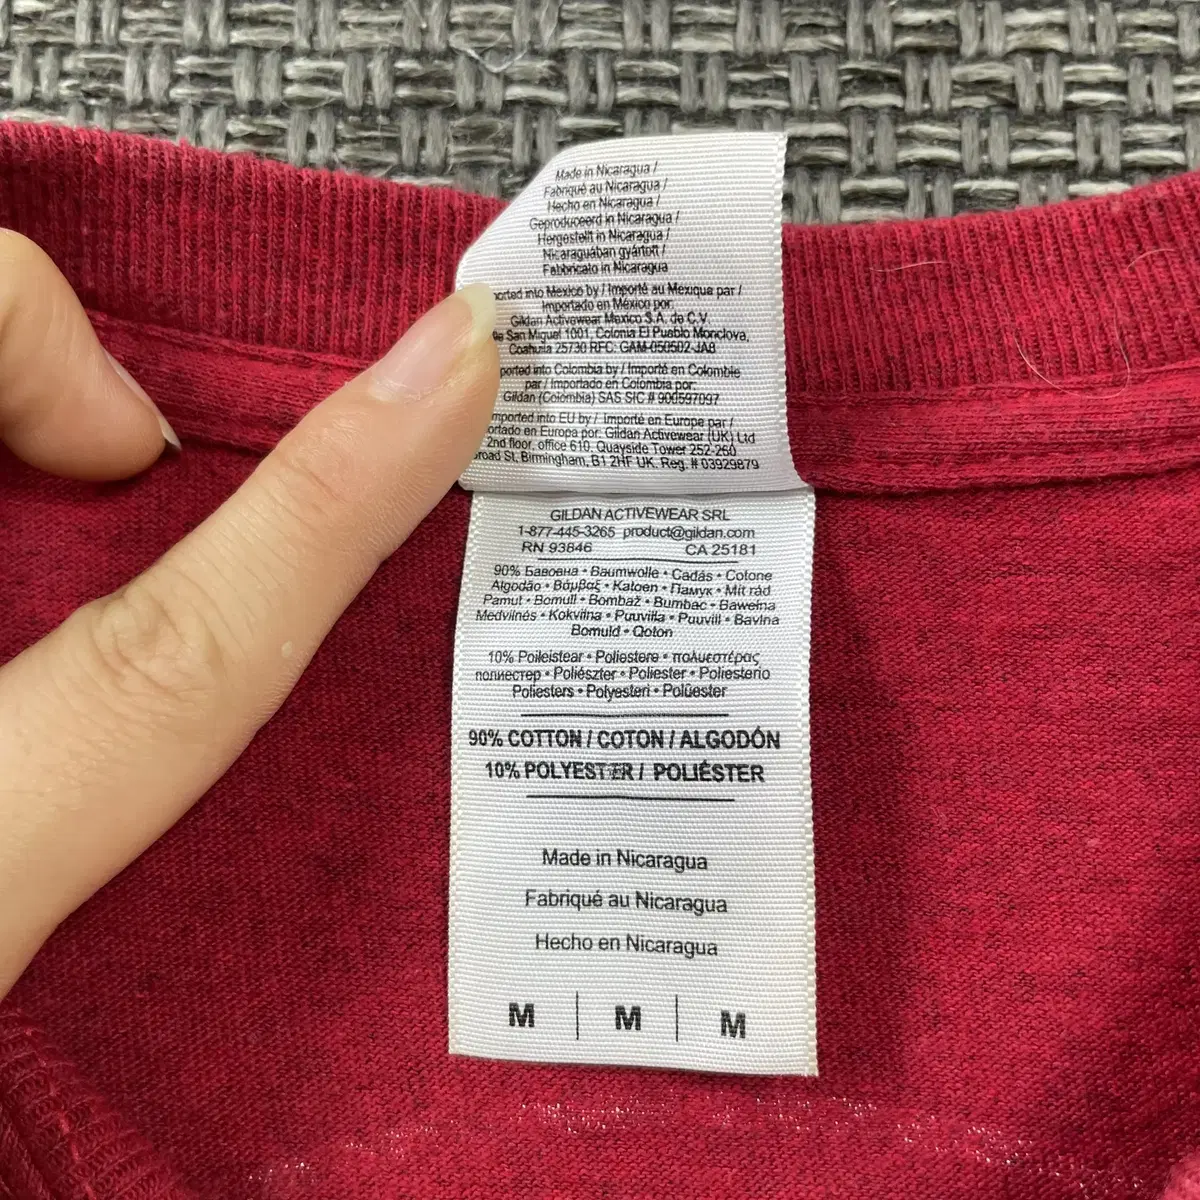 Made in Nicaragua /
Fabriqué au Nicaragua /
Hecho en Nicaragua /
Geproduceerd in Nicaragua /
Hergestellt in Nicaragua /
Nicaraguában gyártott /
Fabbricato in Nicaragua
into Mexico by / Importé au Mexique par /
Importado en México por:
Gildan Activewear Mexico S.A. de C.V.
San Miguel 1001, Colonia El Pueblo Monclova,
Coahuila 25730 RFC: GAM-050502-JA8
into Colombia by / Importé en Colombie
par / Importado en Colombia por:
Gildan (Colombia) SAS SIC # 900597097
into EU by / Importé en Europe par /
en Europa por: Gildan Activewear (UK) Ltd
2nd floor, office 610, Quayside Tower 252-260
St, Birmingham, B1 2HF UK. Reg. # 03929879
GILDAN ACTIVEWEAR SRL
1-877-445-3265 product@gildan.com
RN 93846 CA 25181
90% Бавовна • Baumwolle • Cadás • Cotone
Algodão • Βάμβαξ • Katoen • Памук • Mit rád
Pamut • Bomull • Bombaž • Bumbac • Bawełna
Medvilnės • Kokvilna • Puuvilla • Puuvill • Bavlna
Bomuld • Qoton
10% Poileistear • Poliestere • πολυεστέρας
полиестер • Poliészter • Poliester • Poliesterio
Poliesters • Polyesteri • Polüester
90% COTTON / COTON / ALGODÓN
10% POLYESTER / POLIÉSTER
Made in Nicaragua
Fabriqué au Nicaragua
Hecho en Nicaragua
M | M | M